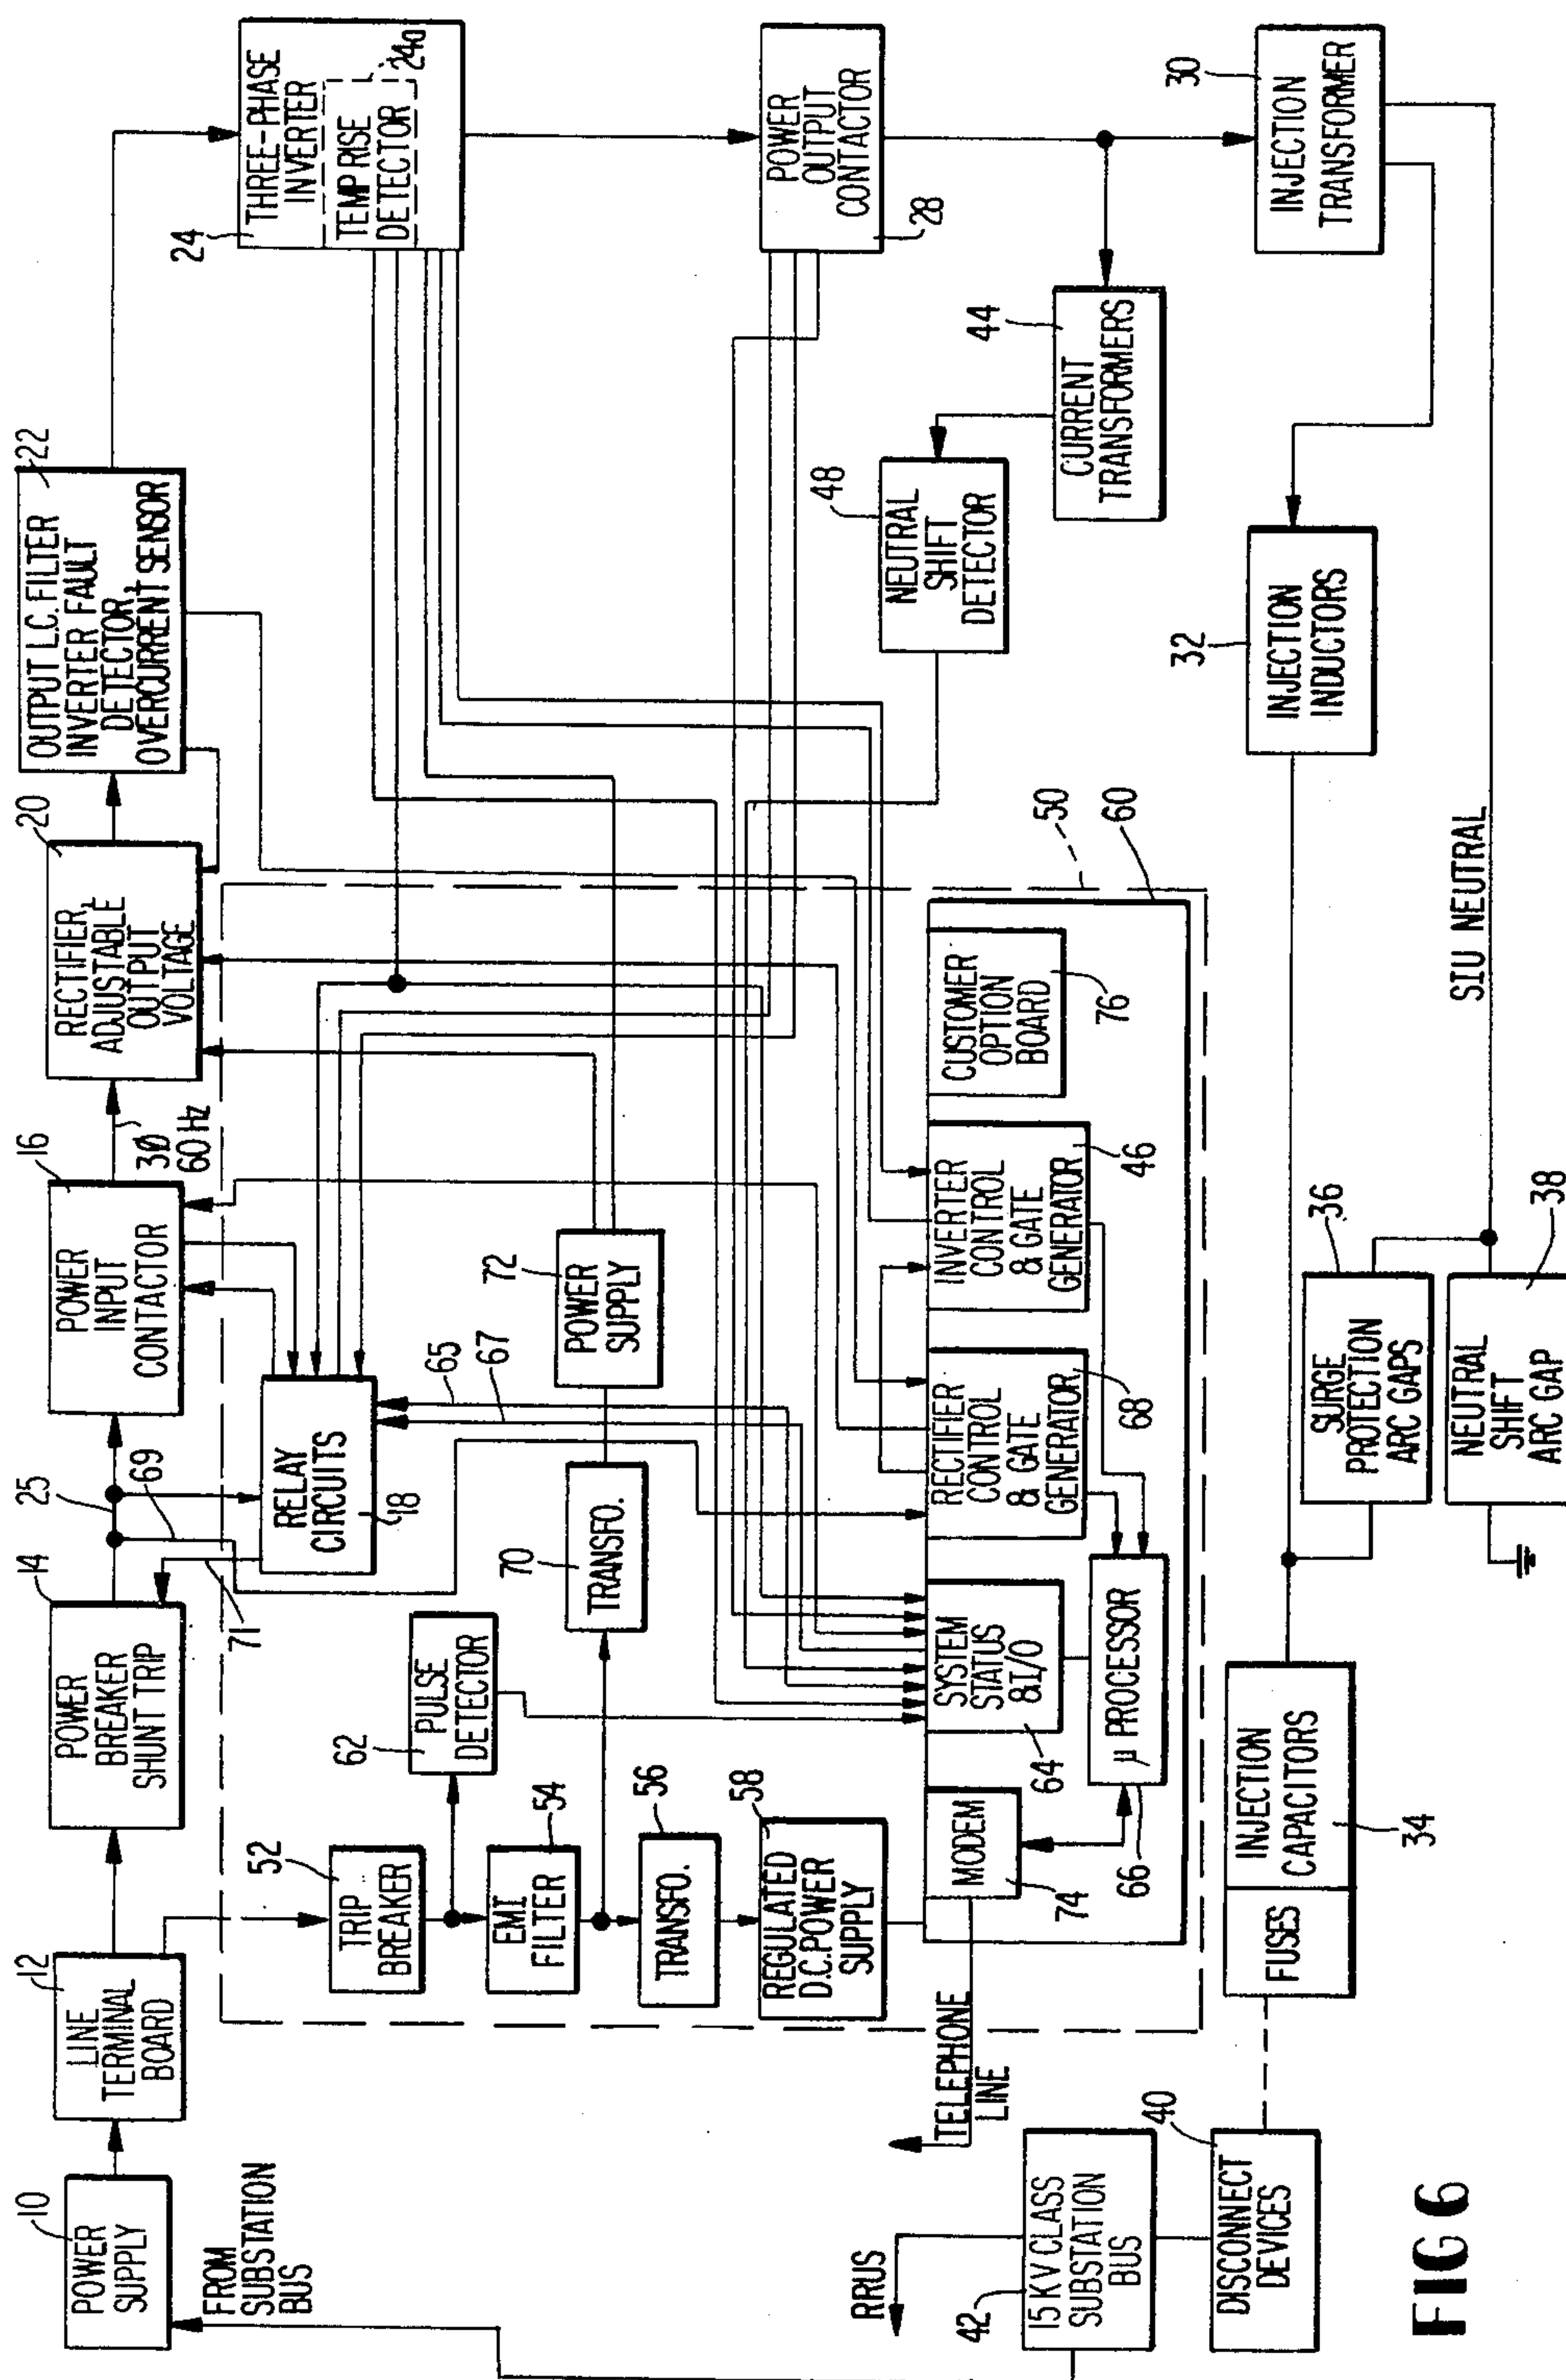 10
POWER
SUPPLY
FROM
SUBSTATION
BUS
12
LINE
TERMINAL
BOARD
14
POWER
BREAKER
SHUNT TRIP
25
69
71
16
POWER
INPUT
CONTACTOR
3Ø
60 Hz
20
RECTIFIER,
ADJUSTABLE
OUTPUT
VOLTAGE
22
OUTPUT L.C. FILTER
INVERTER FAULT
DETECTOR,
OVERCURRENT SENSOR
24
THREE-PHASE
INVERTER
24a
TEMP RISE
DETECTOR
52
TRIP
BREAKER
62
PULSE
DETECTOR
54
EMI
FILTER
56
TRANSFO.
58
REGULATED
D.C. POWER
SUPPLY
RELAY
CIRCUITS
18
65
67
70
TRANSFO.
72
POWER
SUPPLY
POWER
OUTPUT
CONTACTOR
28
48
NEUTRAL
SHIFT
DETECTOR
44
CURRENT
TRANSFORMERS
50
60
TELEPHONE
LINE
MODEM
74
SYSTEM
STATUS
& I/O
64
µ PROCESSOR
66
RECTIFIER
CONTROL
& GATE
GENERATOR
68
INVERTER
CONTROL
& GATE
GENERATOR
46
CUSTOMER
OPTION
BOARD
76
30
INJECTION
TRANSFORMER
32
INJECTION
INDUCTORS
SIU NEUTRAL
RRUS
42
15 KV CLASS
SUBSTATION
BUS
40
DISCONNECT
DEVICES
FUSES
INJECTION
CAPACITORS
34
36
SURGE
PROTECTION
ARC GAPS
NEUTRAL
SHIFT
ARC GAP
38
FIG 6